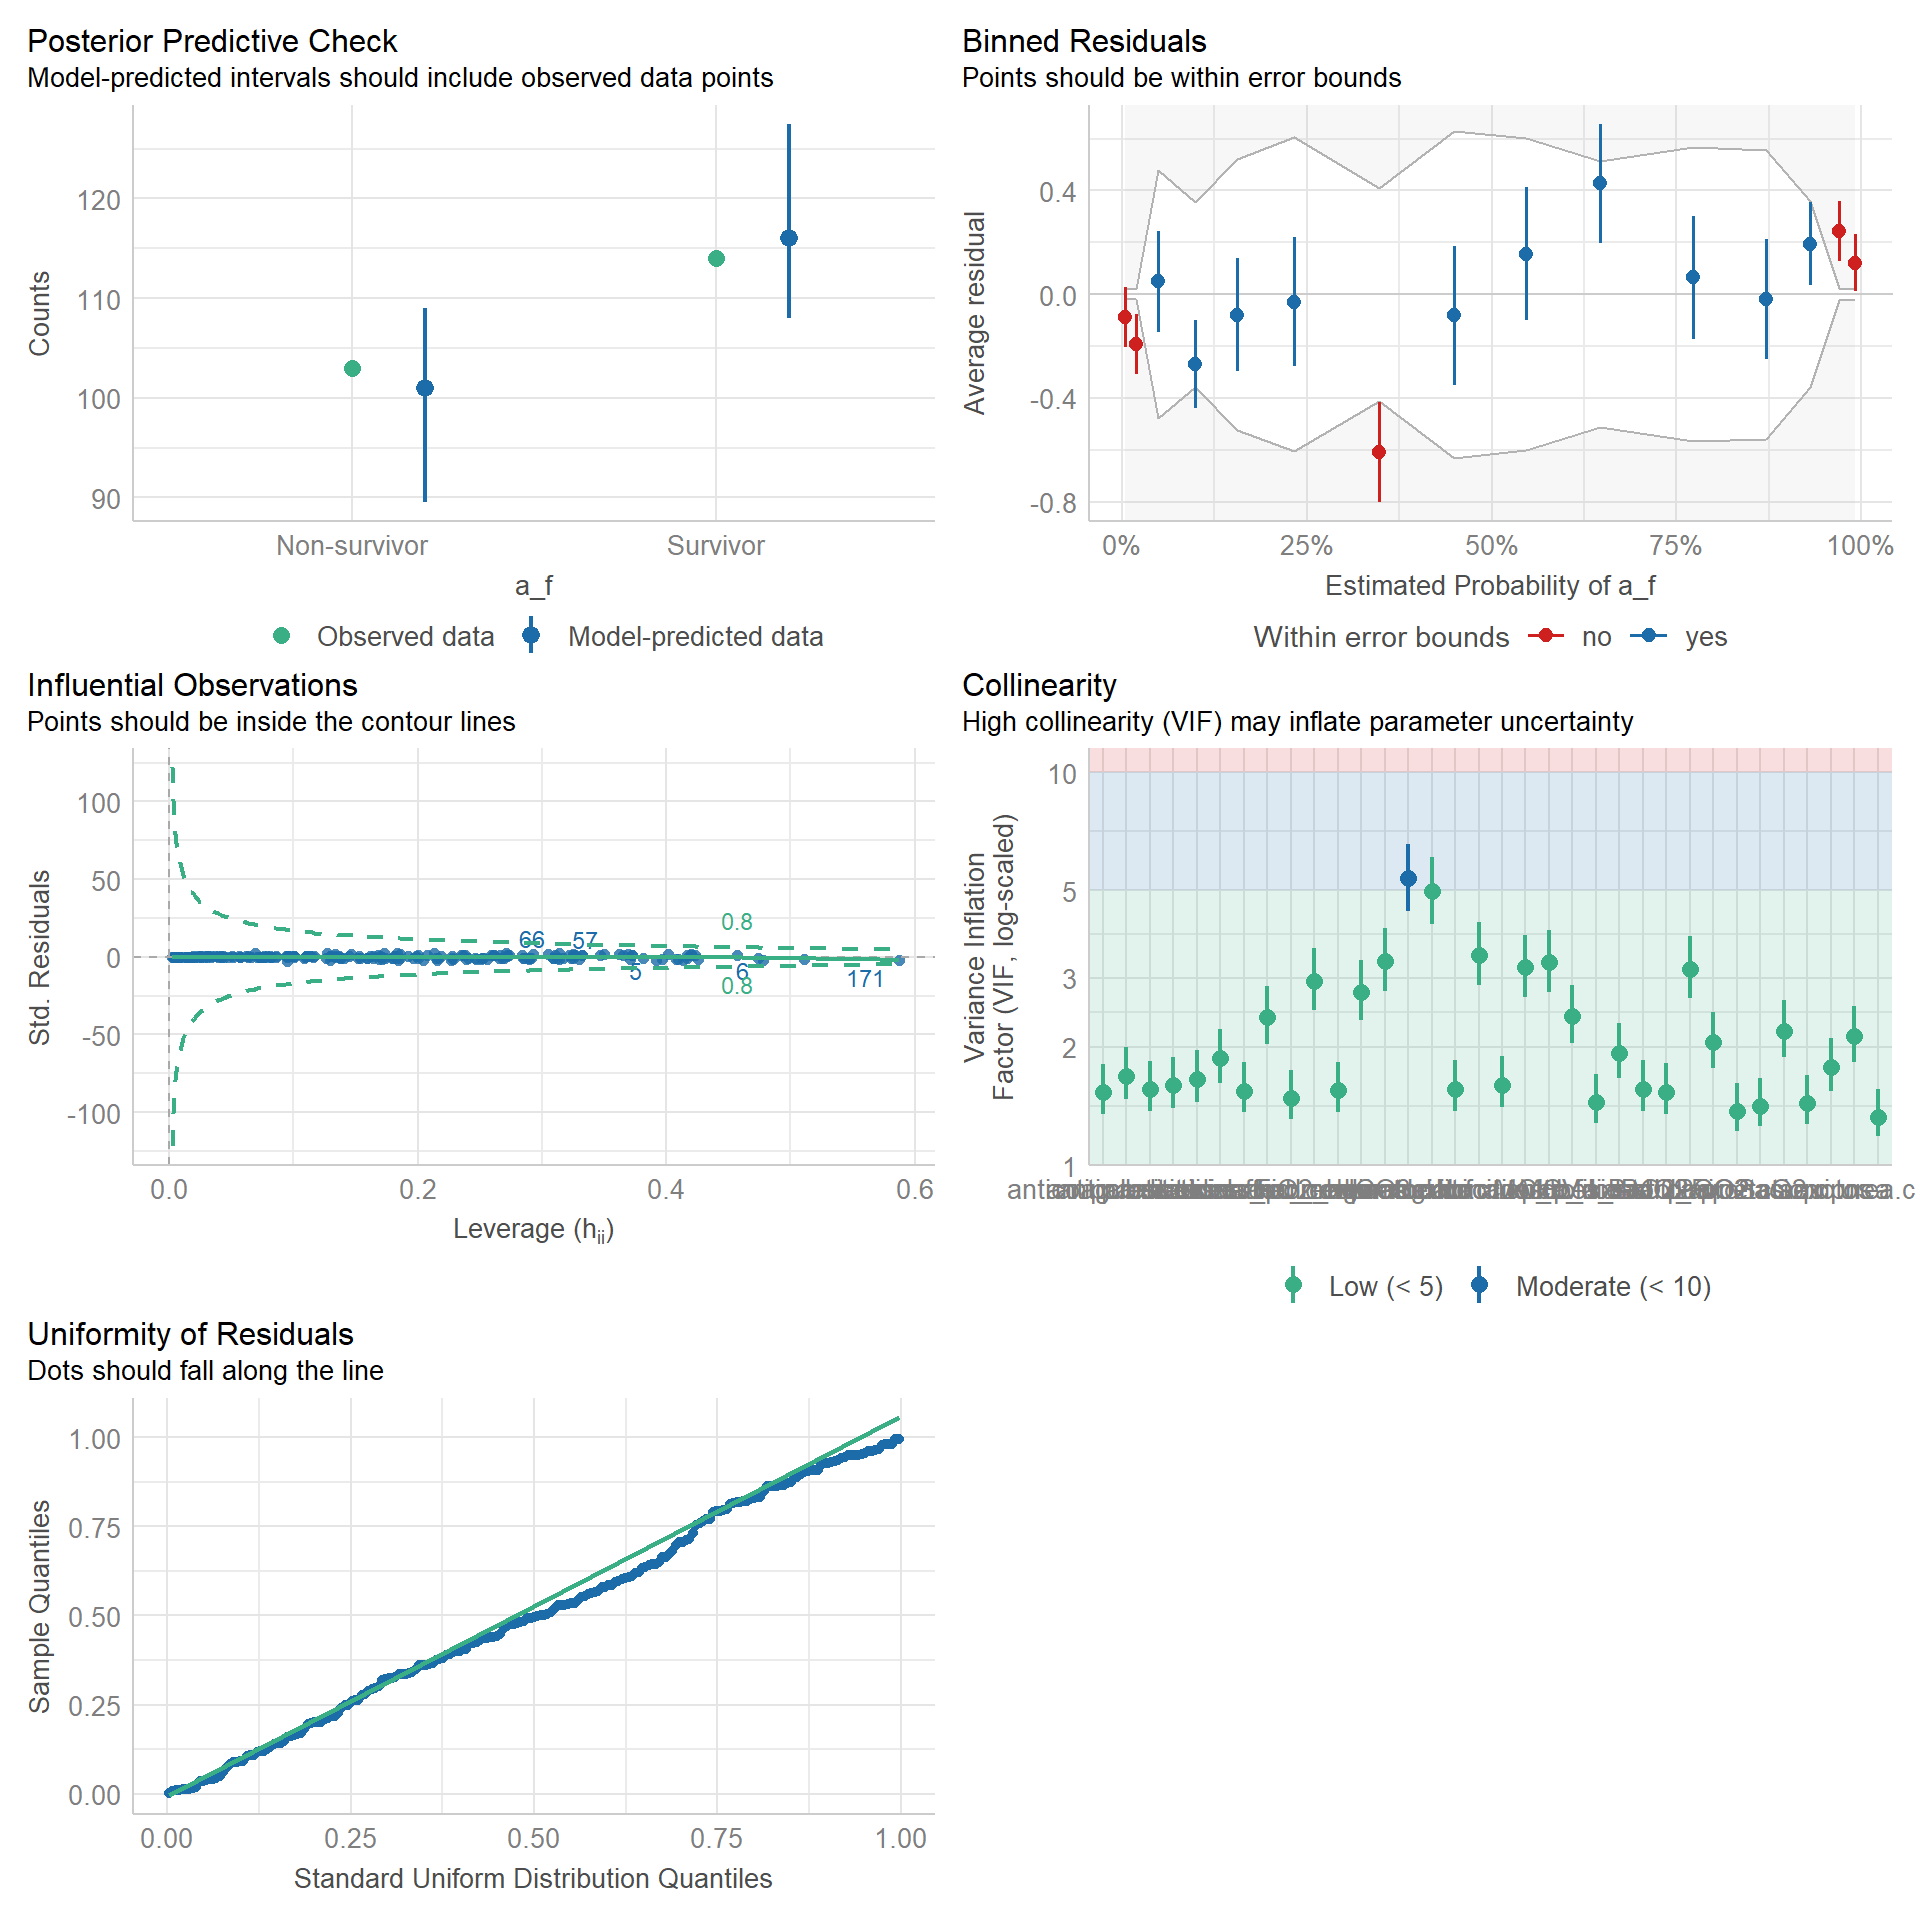 Posterior Predictive Check
Model-predicted intervals should include observed data points
Counts
120
110
100
90
Non-survivor
Survivor
a_f
Observed data
Model-predicted data
Binned Residuals
Points should be within error bounds
Average residual
0.4
0.0
-0.4
-0.8
0%
25%
50%
75%
100%
Estimated Probability of a_f
Within error bounds
no
yes
Influential Observations
Points should be inside the contour lines
Std. Residuals
100
50
0
-50
-100
66
57
0.8
5
6
171
0.8
0.0
0.2
0.4
0.6
Leverage (hii)
Collinearity
High collinearity (VIF) may inflate parameter uncertainty
Variance Inflation
Factor (VIF, log-scaled)
10
5
3
2
1
Low (< 5)
Moderate (< 10)
Uniformity of Residuals
Dots should fall along the line
Sample Quantiles
1.00
0.75
0.50
0.25
0.00
0.00
0.25
0.50
0.75
1.00
Standard Uniform Distribution Quantiles